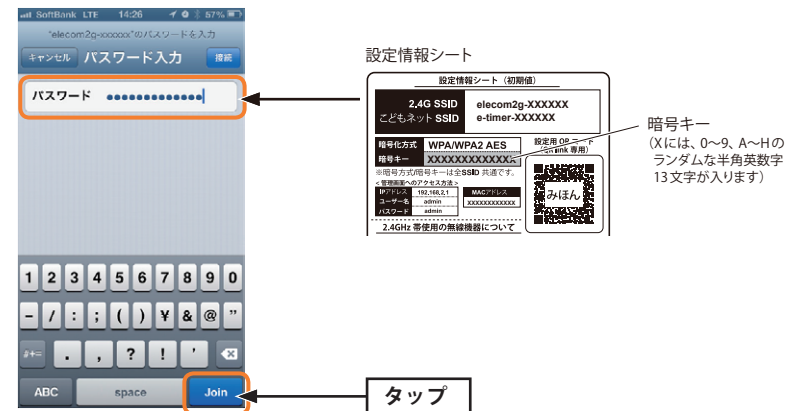 SoftBank LTE 14:26 57%
"elecom2g-xxxxxx"のパスワードを入力
キャンセル パスワード入力 接続
パスワード ●●●●●●●●●●●●●
1 2 3 4 5 6 7 8 9 0
- / : ; ( ) ¥ & @ "
#+= . , ? ! '
ABC space Join
タップ
設定情報シート
設定情報シート（初期値）
2.4G SSID elecom2g-XXXXXX
こどもネット SSID e-timer-XXXXXX
暗号化方式 WPA/WPA2 AES
暗号キー XXXXXXXXXXXXX
※暗号方式/暗号キーは全SSID 共通です。
＜管理画面へのアクセス方法＞
IPアドレス 192,168,2,1
ユーザー名 admin
パスワード admin
MACアドレス
XXXXXXXXXXXX
2.4GHz 帯使用の無線機器について
設定用 QR コード
link 専用）
みほん
暗号キー
（Xには、0〜9、A〜Hの
ランダムな半角英数字
13文字が入ります）